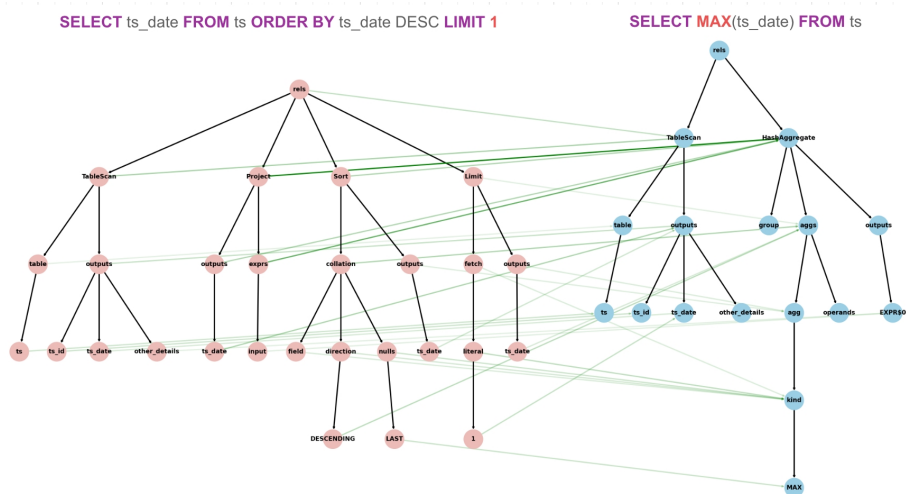 SELECT ts_date FROM ts ORDER BY ts_date DESC LIMIT 1
SELECT MAX(ts_date) FROM ts
rels
TableScan
Project
Sort
Limit
table
outputs
outputs
exprs
collation
outputs
fetch
outputs
ts
ts_id
ts_date
other_details
ts_date
input
field
direction
nulls
ts_date
literal
ts_date
DESCENDING
LAST
1
rels
TableScan
HashAggregate
table
outputs
group
aggs
outputs
ts
ts_id
ts_date
other_details
agg
operands
EXPR$0
kind
MAX